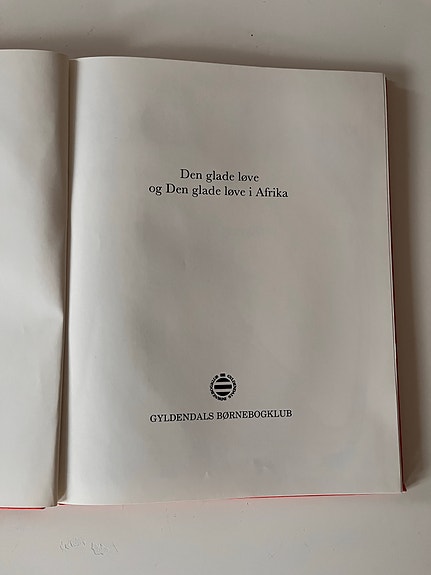 Den glade løve
og Den glade løve i Afrika
GYLDENDALS BØRNEBOGKLUB